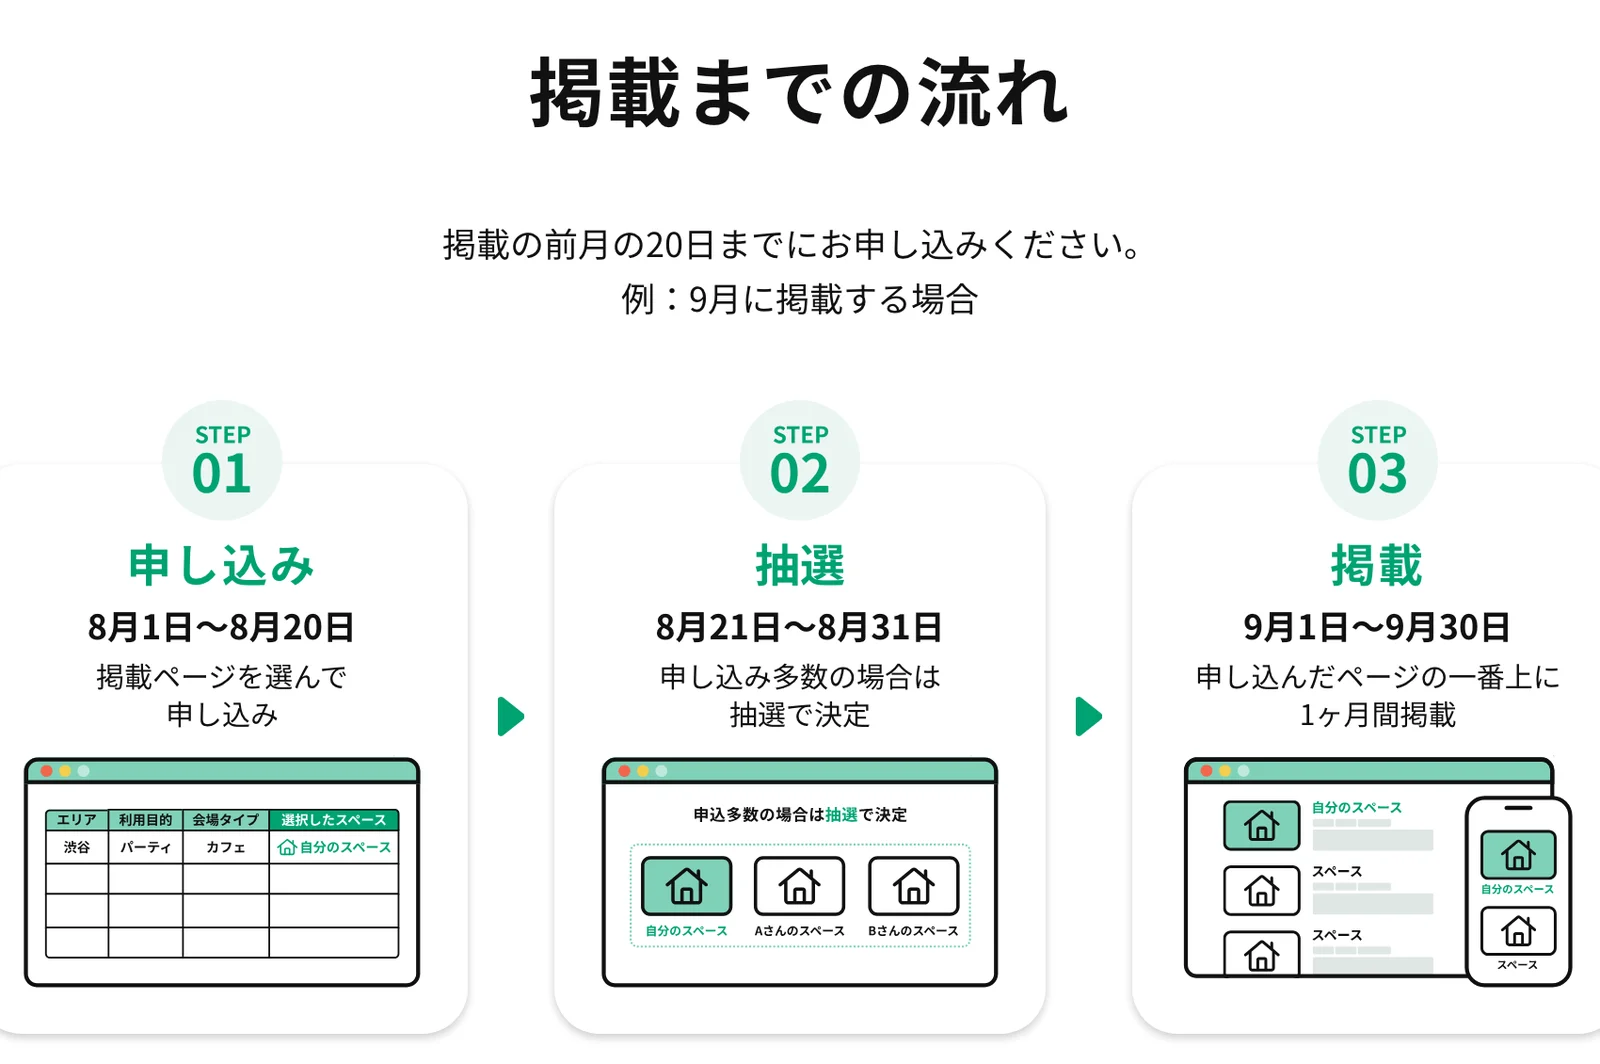 掲載までの流れ
掲載の前月の20日までにお申し込みください。
例：9月に掲載する場合
STEP
01
申し込み
8月1日〜8月20日
掲載ページを選んで
申し込み
エリア 利用目的 会場タイプ 選択したスペース
渋谷 パーティ カフェ 自分のスペース
STEP
02
抽選
8月21日〜8月31日
申し込み多数の場合は
抽選で決定
申込多数の場合は抽選で決定
自分のスペース Aさんのスペース Bさんのスペース
STEP
03
掲載
9月1日〜9月30日
申し込んだページの一番上に
1ヶ月間掲載
自分のスペース
スペース
スペース
自分のスペース
スペース